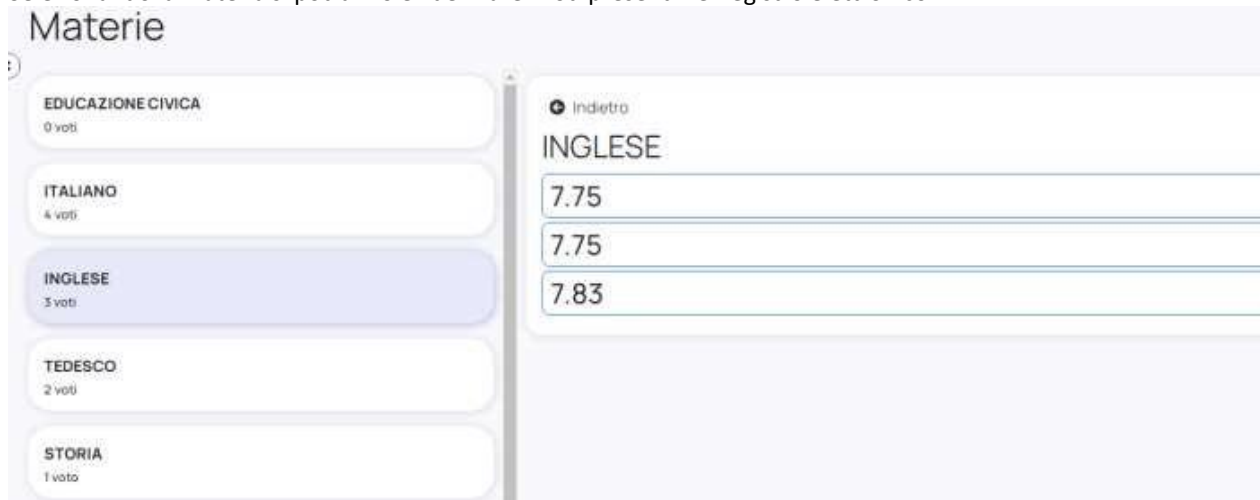 Materie
EDUCAZIONE CIVICA
0 voti
ITALIANO
4 voti
INGLESE
3 voti
TEDESCO
2 voti
STORIA
1 voto
Indietro
INGLESE
7.75
7.75
7.83